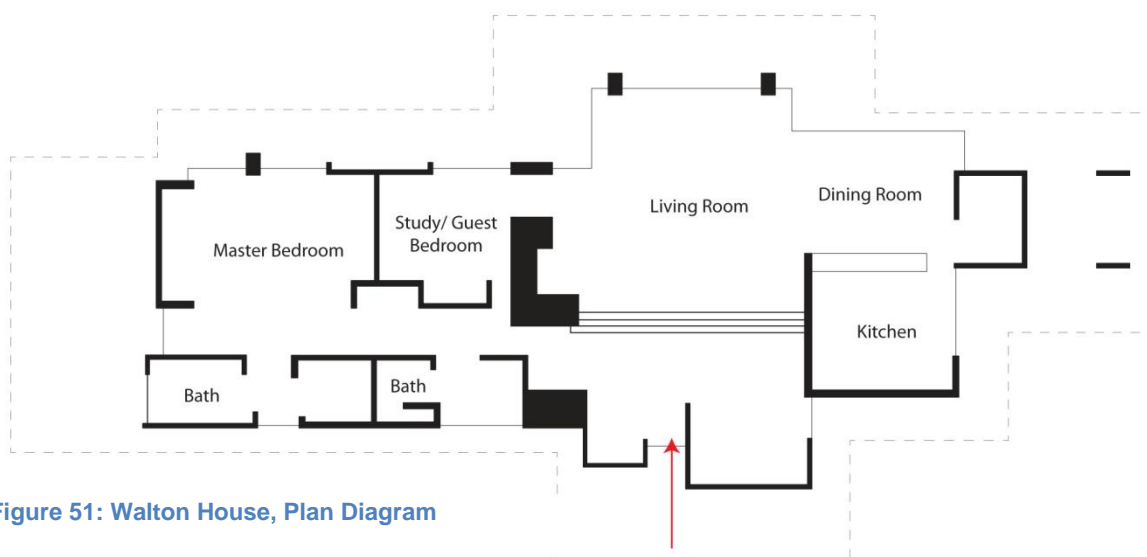 Living Room
Dining Room
Study/ Guest
Bedroom
Master Bedroom
Kitchen
Bath
Bath
Figure 51: Walton House, Plan Diagram